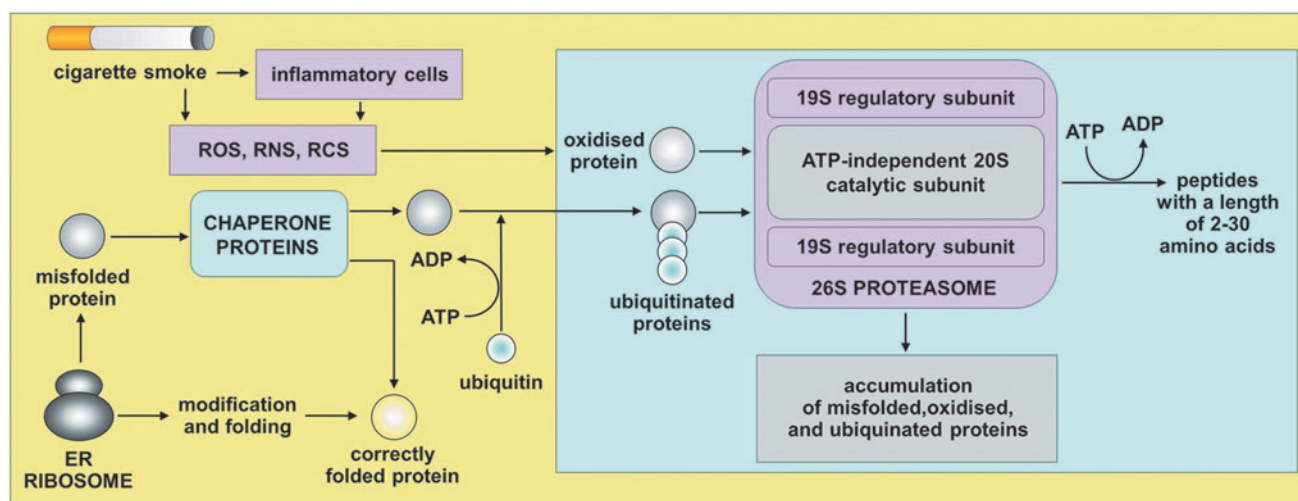 cigarette smoke
inflammatory cells
ROS, RNS, RCS
misfolded
protein
CHAPERONE
PROTEINS
ADP
ATP
ubiquitin
ER
RIBOSOME
modification
and folding
correctly
folded protein
oxidised
protein
ubiquitinated
proteins
19S regulatory subunit
ATP-independent 20S
catalytic subunit
19S regulatory subunit
26S PROTEASOME
ATP
ADP
peptides
with a length
of 2-30
amino acids
accumulation
of misfolded,oxidised,
and ubiquinated proteins